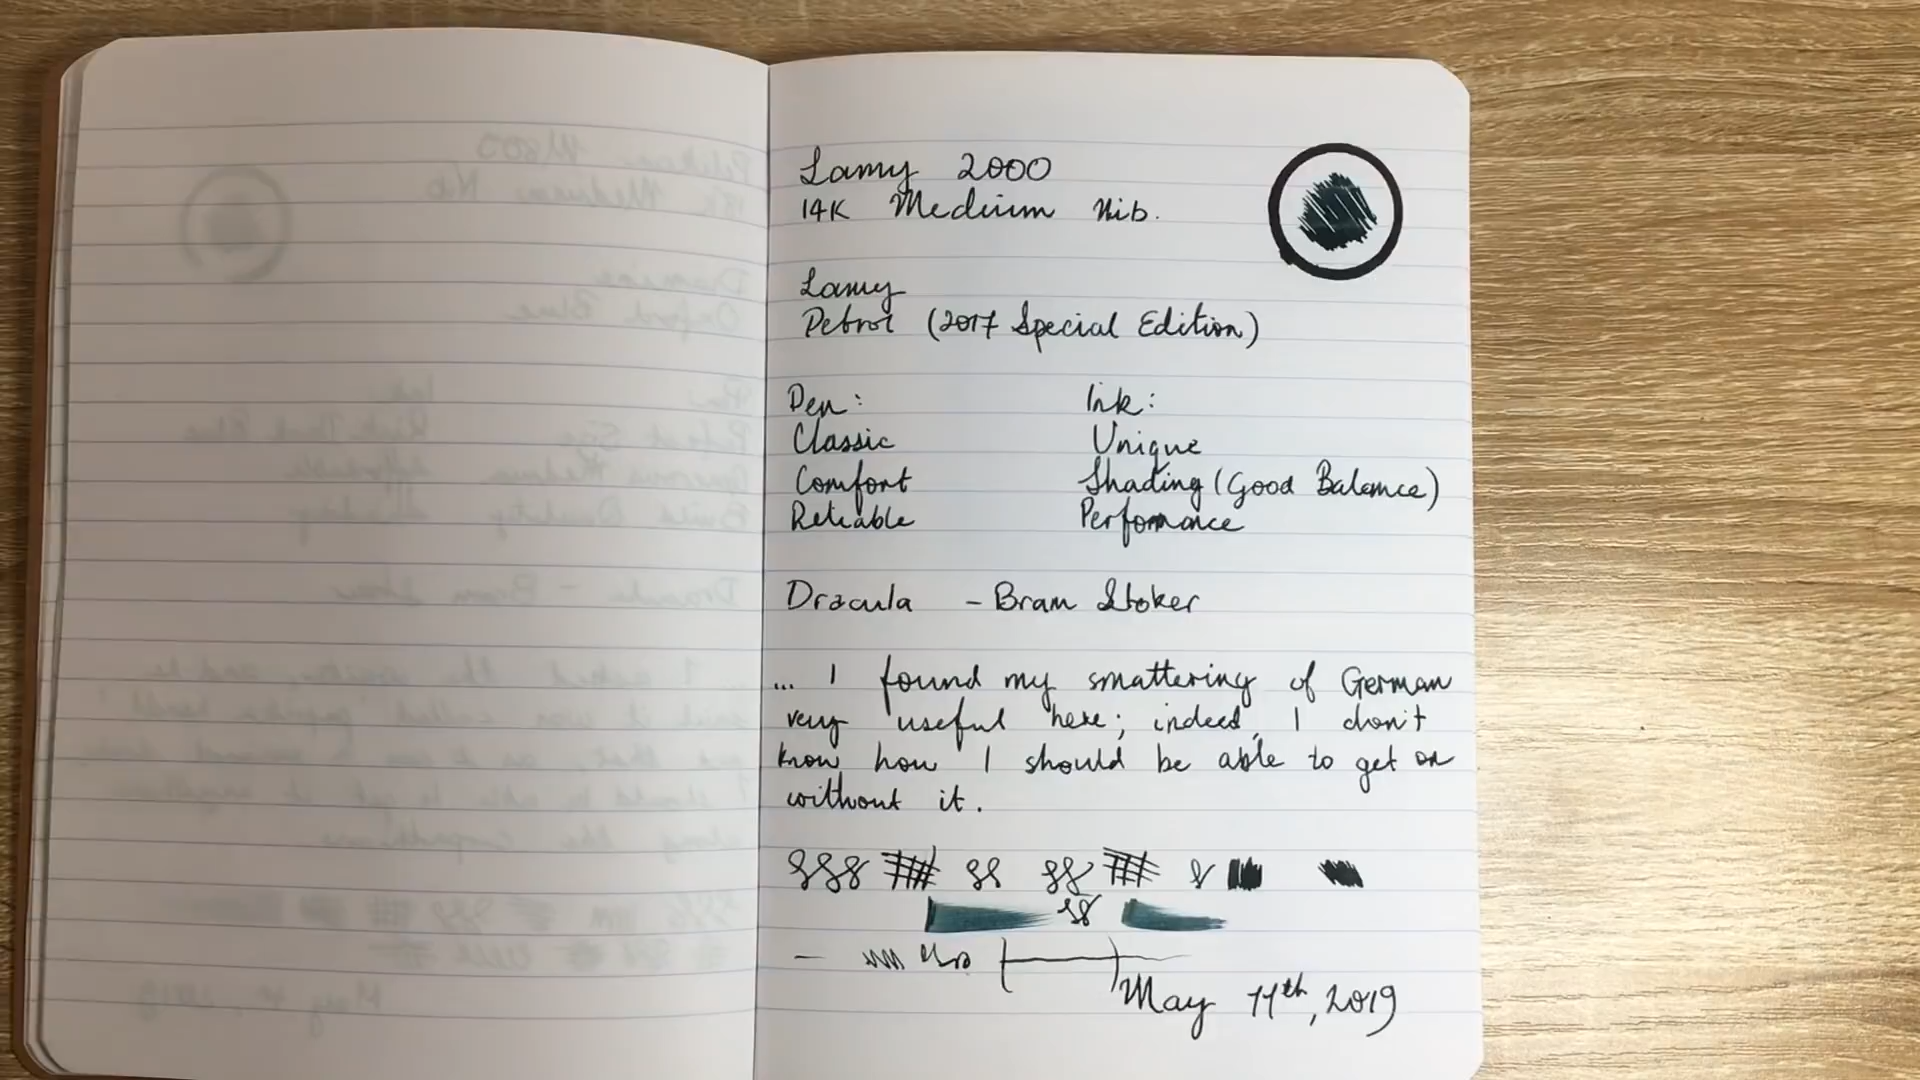 Lamy 2000
14K Medium Nib.
Lamy
Petrol (2017 Special Edition)
Pen: Ink:
Classic Unique
Comfort Shading (Good Balance)
Reliable Performance
Dracula - Bram Stoker
... I found my smattering of German
very useful here; indeed, I don't
know how I should be able to get on
without it.
May 11th, 2019